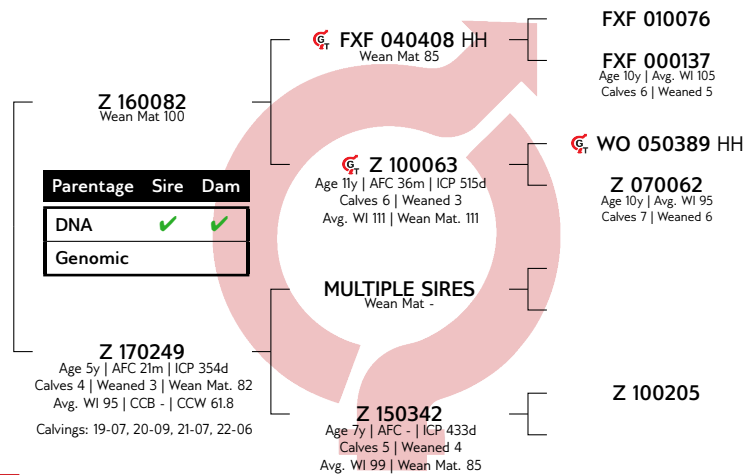 FXF 010076
GT FXF 040408 HH
Wean Mat 85
FXF 000137
Age 10y | Avg. WI 105
Calves 6 | Weaned 5
Z 160082
Wean Mat 100
GT WO 050389 HH
GT Z 100063
Age 11y | AFC 36m | ICP 515d
Calves 6 | Weaned 3
Avg. WI 111 | Wean Mat. 111
Z 070062
Age 10y | Avg. WI 95
Calves 7 | Weaned 6
Parentage Sire Dam
DNA ✔ ✔
Genomic
MULTIPLE SIRES
Wean Mat -
Z 170249
Age 5y | AFC 21m | ICP 354d
Calves 4 | Weaned 3 | Wean Mat. 82
Avg. WI 95 | CCB - | CCW 61.8
Calvings: 19-07, 20-09, 21-07, 22-06
Z 100205
Z 150342
Age 7y | AFC - | ICP 433d
Calves 5 | Weaned 4
Avg. WI 99 | Wean Mat. 85